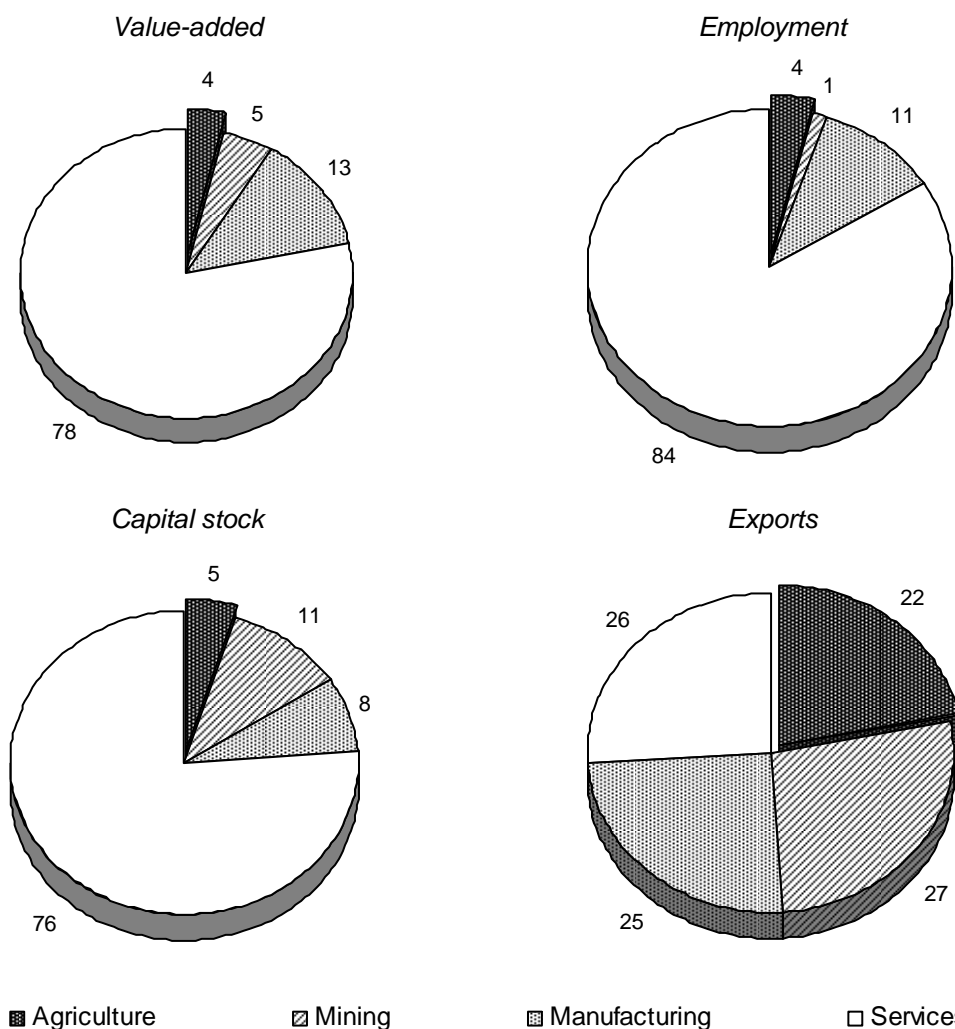 Value-added
Employment
4
5
13
78
4
1
11
84
Capital stock
Exports
5
11
8
76
26
22
25
27
Agriculture
Mining
Manufacturing
Services